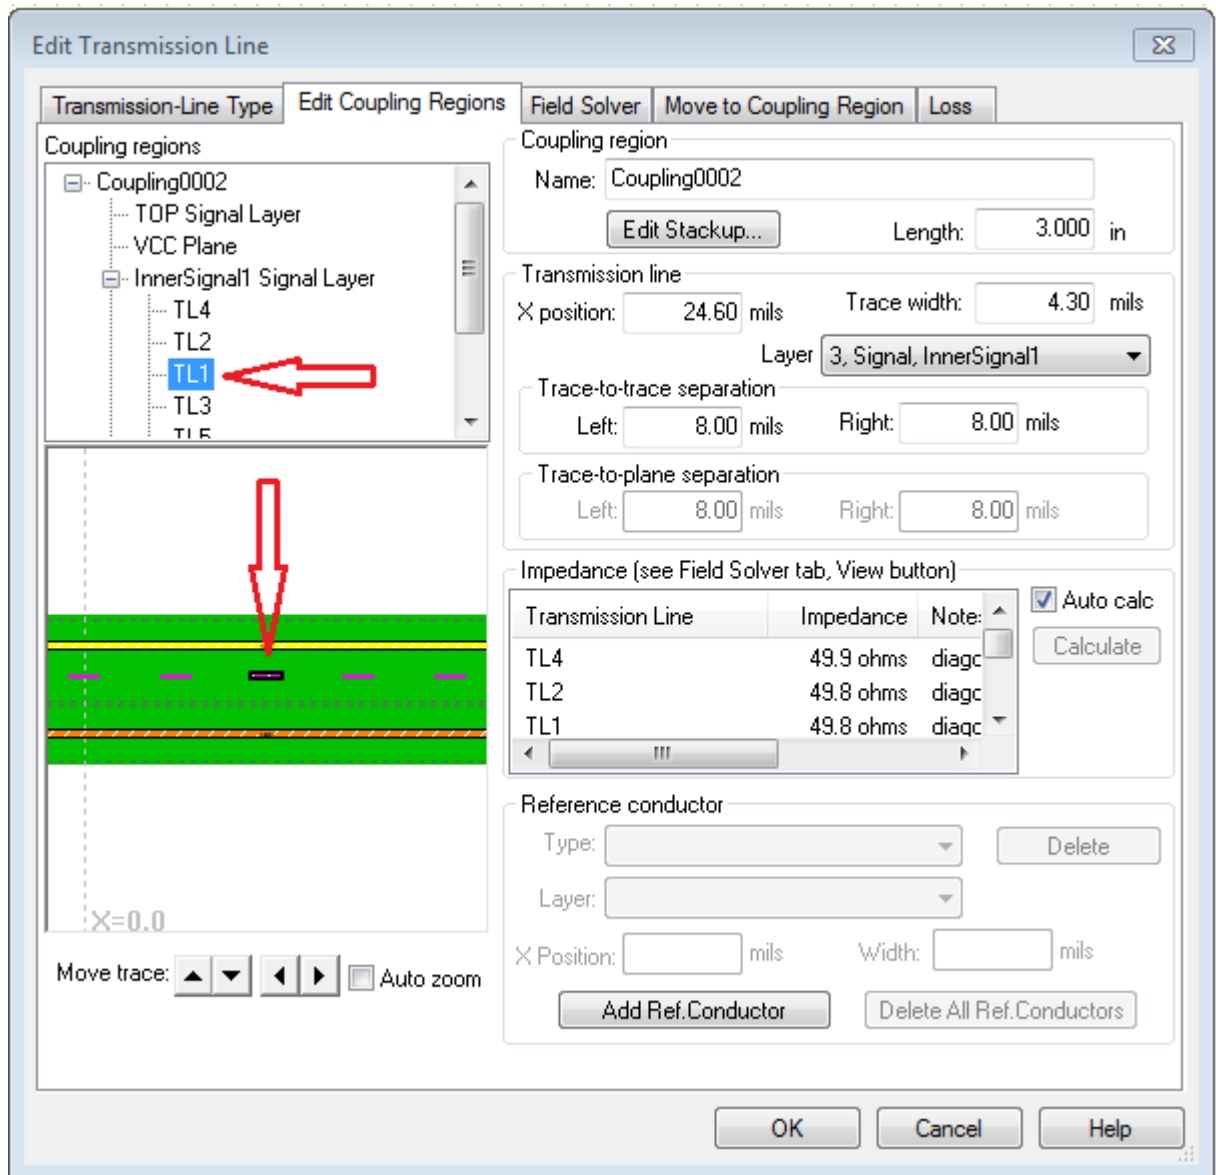 Edit Transmission Line
Transmission-Line Type Edit Coupling Regions Field Solver Move to Coupling Region Loss
Coupling regions
Coupling0002
TOP Signal Layer
VCC Plane
InnerSignal1 Signal Layer
TL4
TL2
TL1
TL3
X=0.0
Move trace: Auto zoom
Coupling region
Name: Coupling0002
Edit Stackup... Length: 3.000 in
Transmission line
X position: 24.60 mils Trace width: 4.30 mils
Layer 3, Signal, InnerSignal1
Trace-to-trace separation
Left: 8.00 mils Right: 8.00 mils
Trace-to-plane separation
Left: 8.00 mils Right: 8.00 mils
Impedance (see Field Solver tab, View button)
Transmission Line Impedance Note:
TL4 49.9 ohms diagc
TL2 49.8 ohms diagc
TL1 49.8 ohms diagc
Auto calc
Calculate
Reference conductor
Type: Delete
Layer:
X Position: mils Width: mils
Add Ref.Conductor Delete All Ref.Conductors
OK Cancel Help